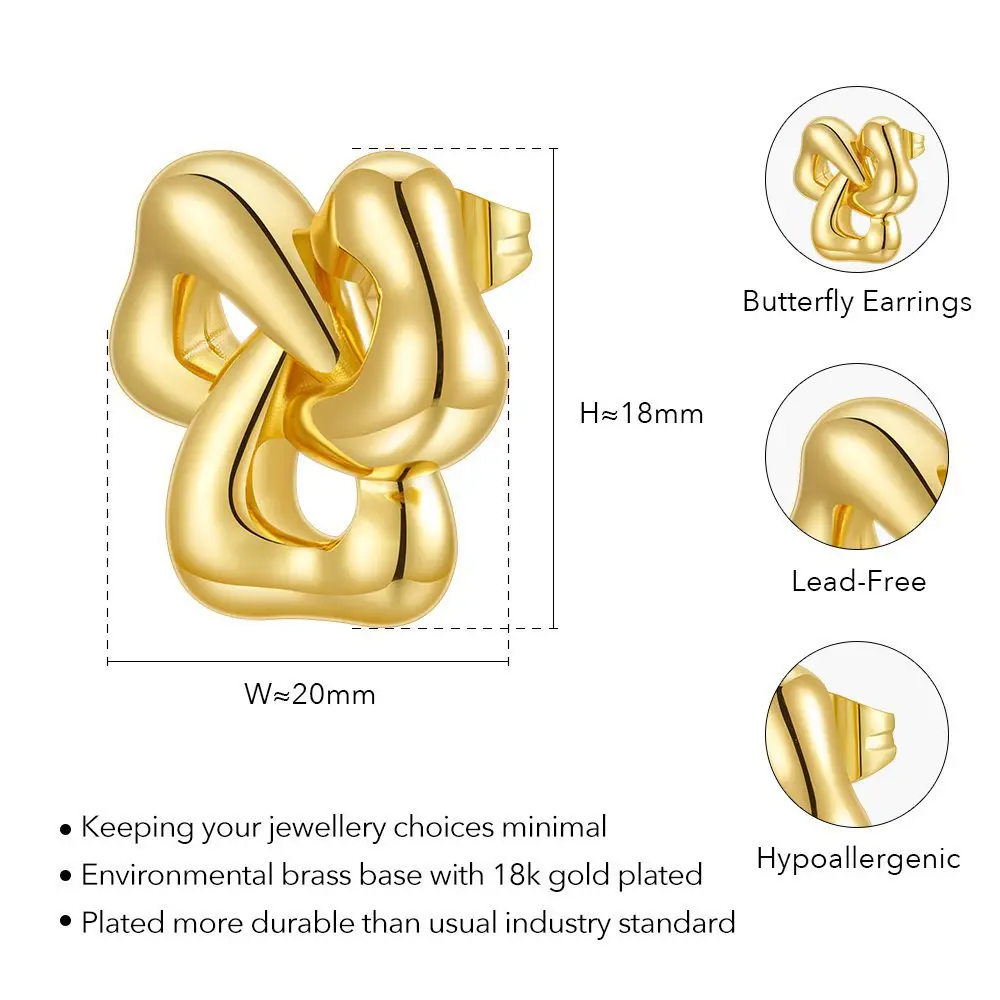 Butterfly Earrings
H≈18mm
Lead-Free
W≈20mm
Hypoallergenic
• Keeping your jewellery choices minimal
• Environmental brass base with 18k gold plated
• Plated more durable than usual industry standard